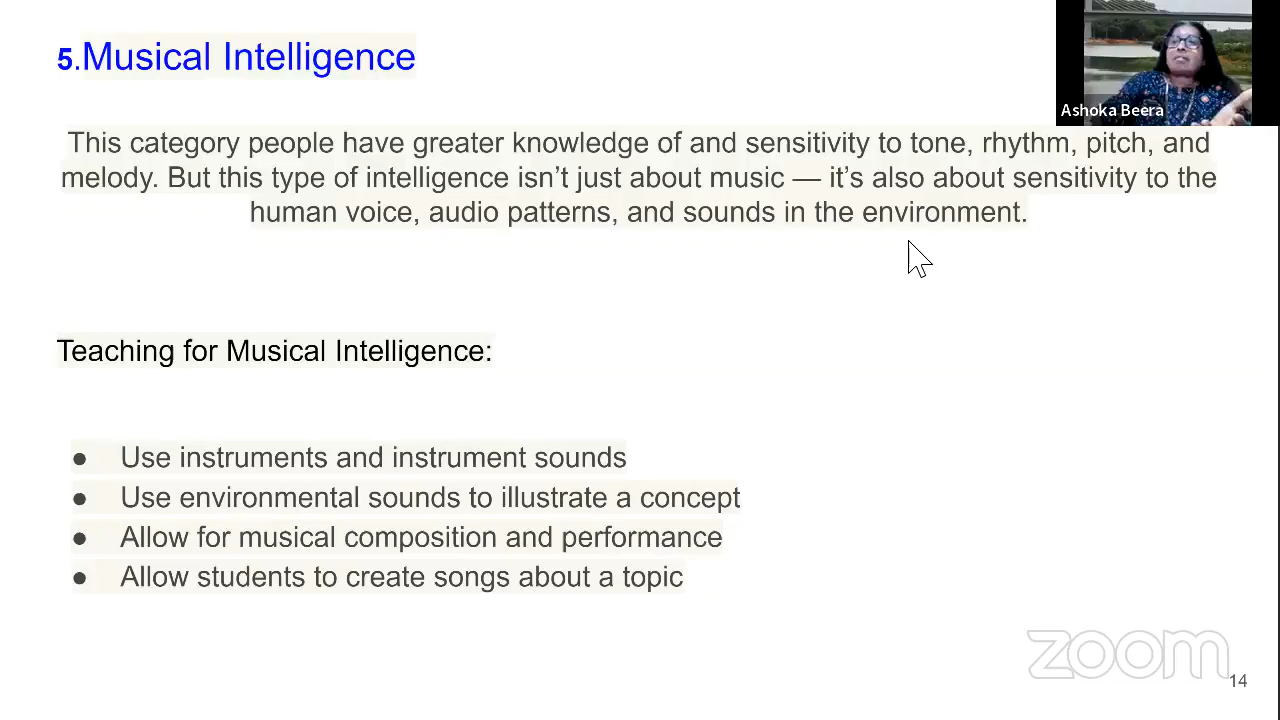 5.Musical Intelligence
Ashoka Beera
This category people have greater knowledge of and sensitivity to tone, rhythm, pitch, and
melody. But this type of intelligence isn’t just about music — it’s also about sensitivity to the
human voice, audio patterns, and sounds in the environment.
Teaching for Musical Intelligence:
● Use instruments and instrument sounds
● Use environmental sounds to illustrate a concept
● Allow for musical composition and performance
● Allow students to create songs about a topic
zoom
14